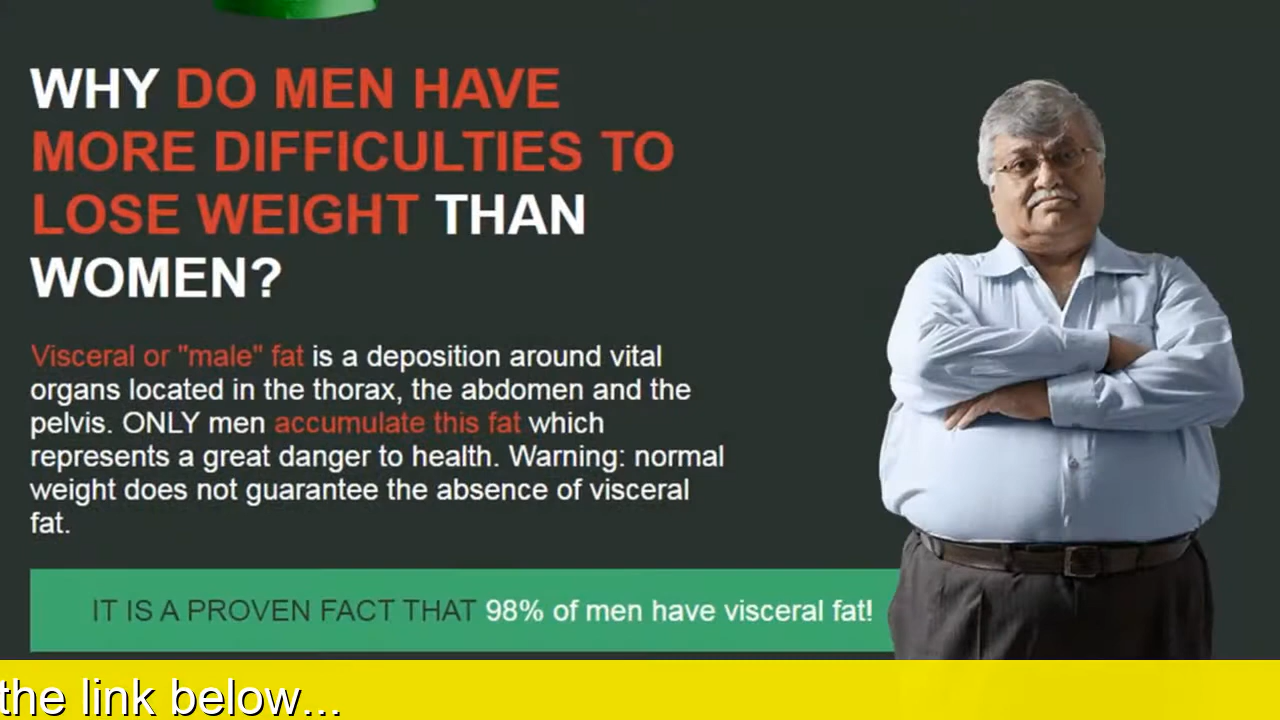 WHY DO MEN HAVE
MORE DIFFICULTIES TO
LOSE WEIGHT THAN
WOMEN?
Visceral or "male" fat is a deposition around vital
organs located in the thorax, the abdomen and the
pelvis. ONLY men accumulate this fat which
represents a great danger to health. Warning: normal
weight does not guarantee the absence of visceral
fat.
IT IS A PROVEN FACT THAT 98% of men have visceral fat!
the link below...